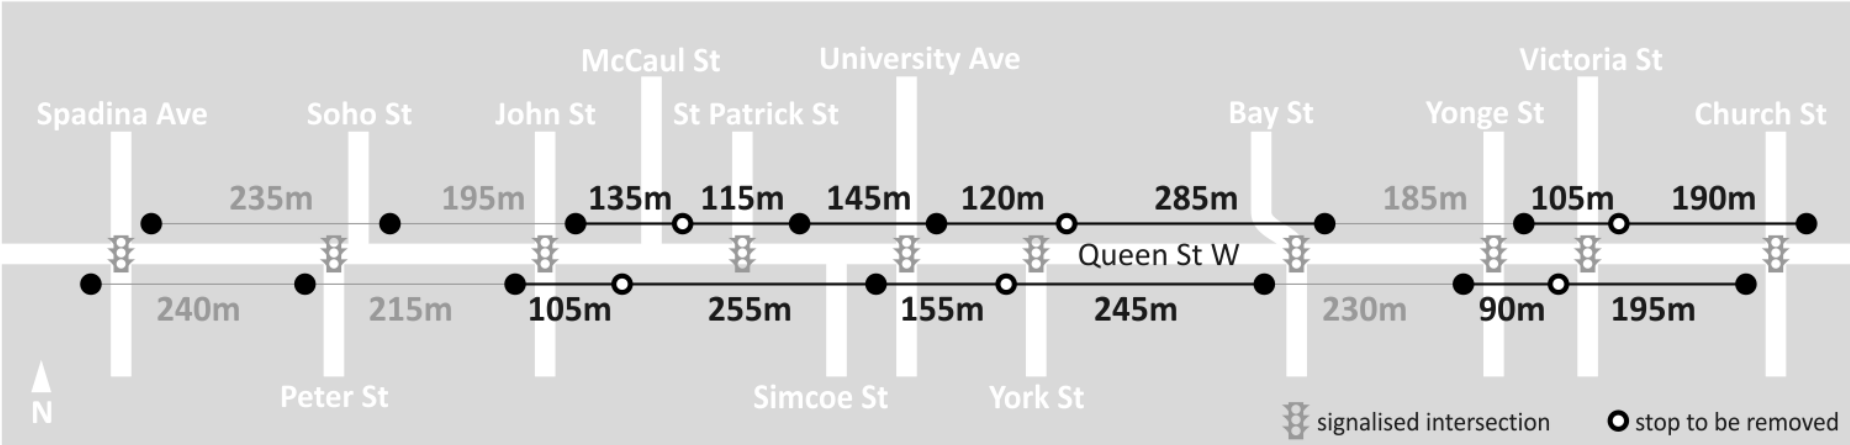 McCaul St University Ave Victoria St
Spadina Ave Soho St John St St Patrick St Bay St Yonge St Church St
235m 195m 135m 115m 145m 120m 285m 185m 105m 190m
Queen St W
240m 215m 105m 255m 155m 245m 230m 90m 195m
Peter St Simcoe St York St
N
signalised intersection stop to be removed